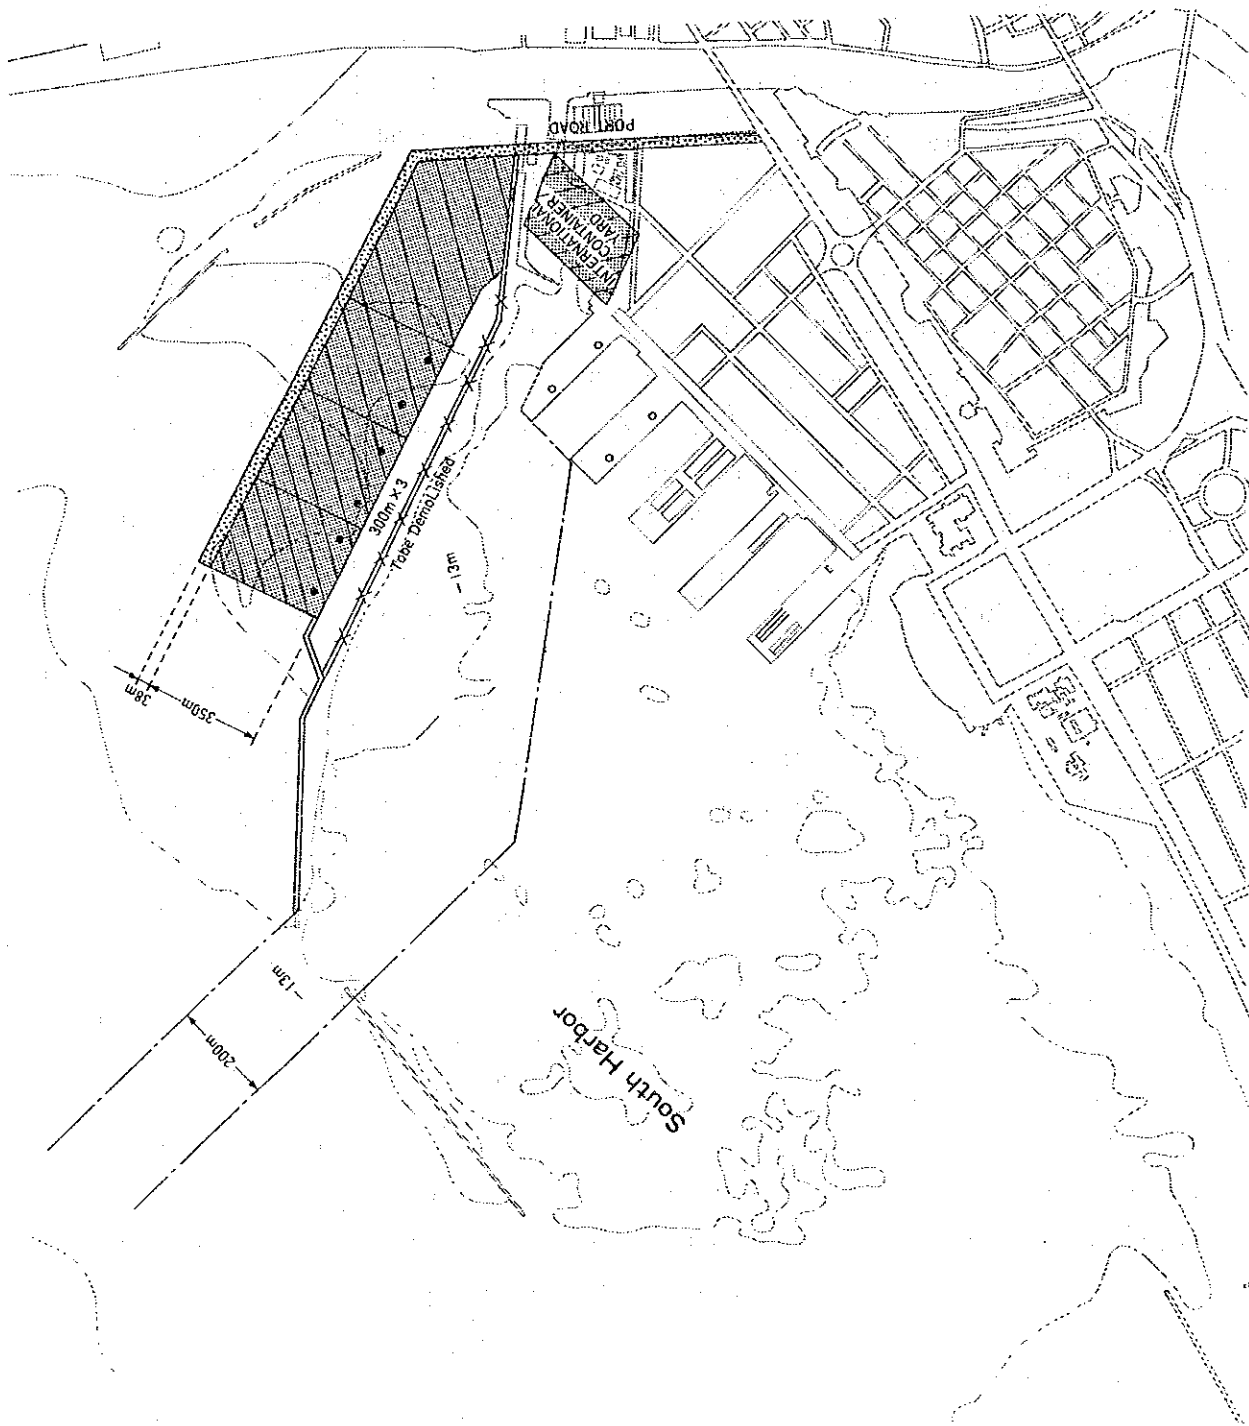 PORT ROAD
INTERNATIONAL
CONTAINER
YARD
300m x 3
Tobe Demolished
-13m
38m
350m
-13m
200m
South Harbor